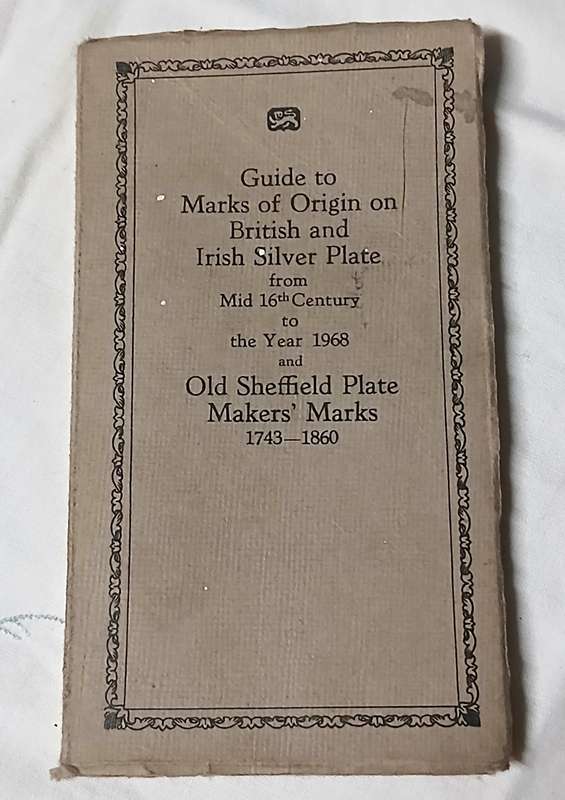 Guide to
Marks of Origin on
British and
Irish Silver Plate
from
Mid 16th Century
to
the Year 1968
and
Old Sheffield Plate
Makers' Marks
1743—1860